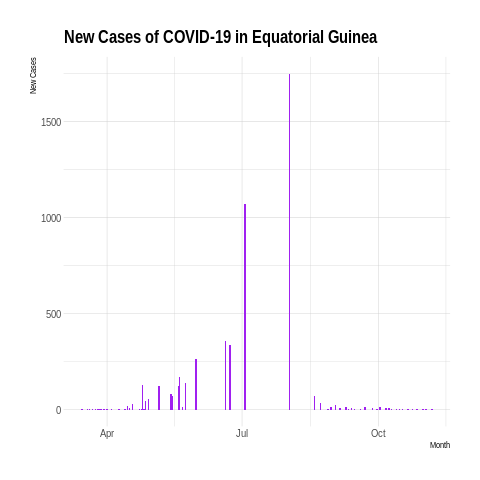 New Cases of COVID-19 in Equatorial Guinea
New Cases
1500
1000
500
0
Apr Jul Oct
Month